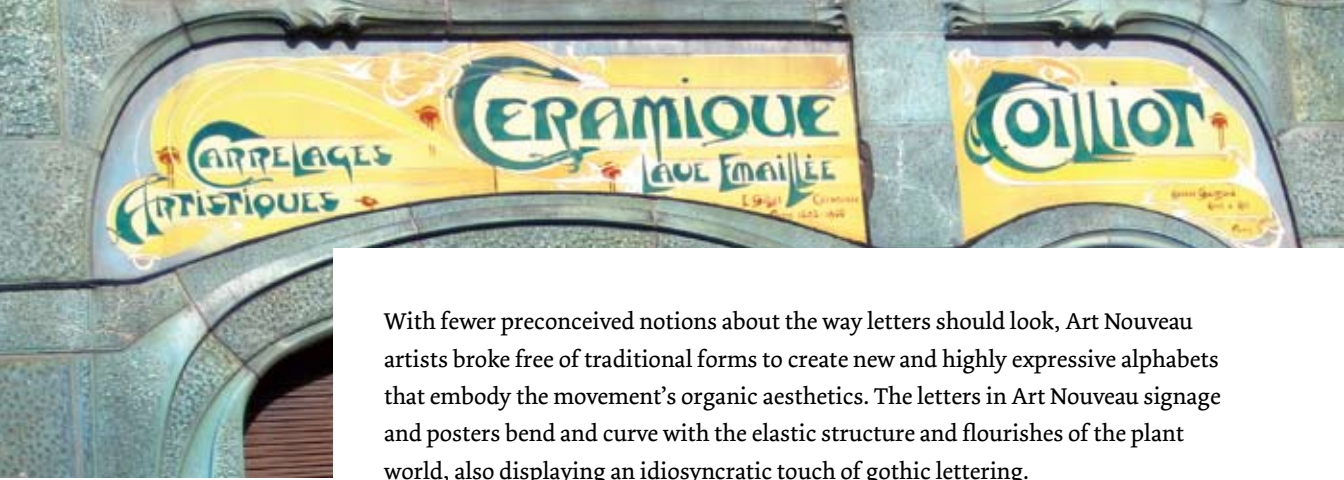 CERAMIQUE
COILLIOT
CARRELAGES
LAVE EMAILLÉE
ARTISTIQUES
With fewer preconceived notions about the way letters should look, Art Nouveau
artists broke free of traditional forms to create new and highly expressive alphabets
that embody the movement’s organic aesthetics. The letters in Art Nouveau signage
and posters bend and curve with the elastic structure and flourishes of the plant
world, also displaying an idiosyncratic touch of gothic lettering.